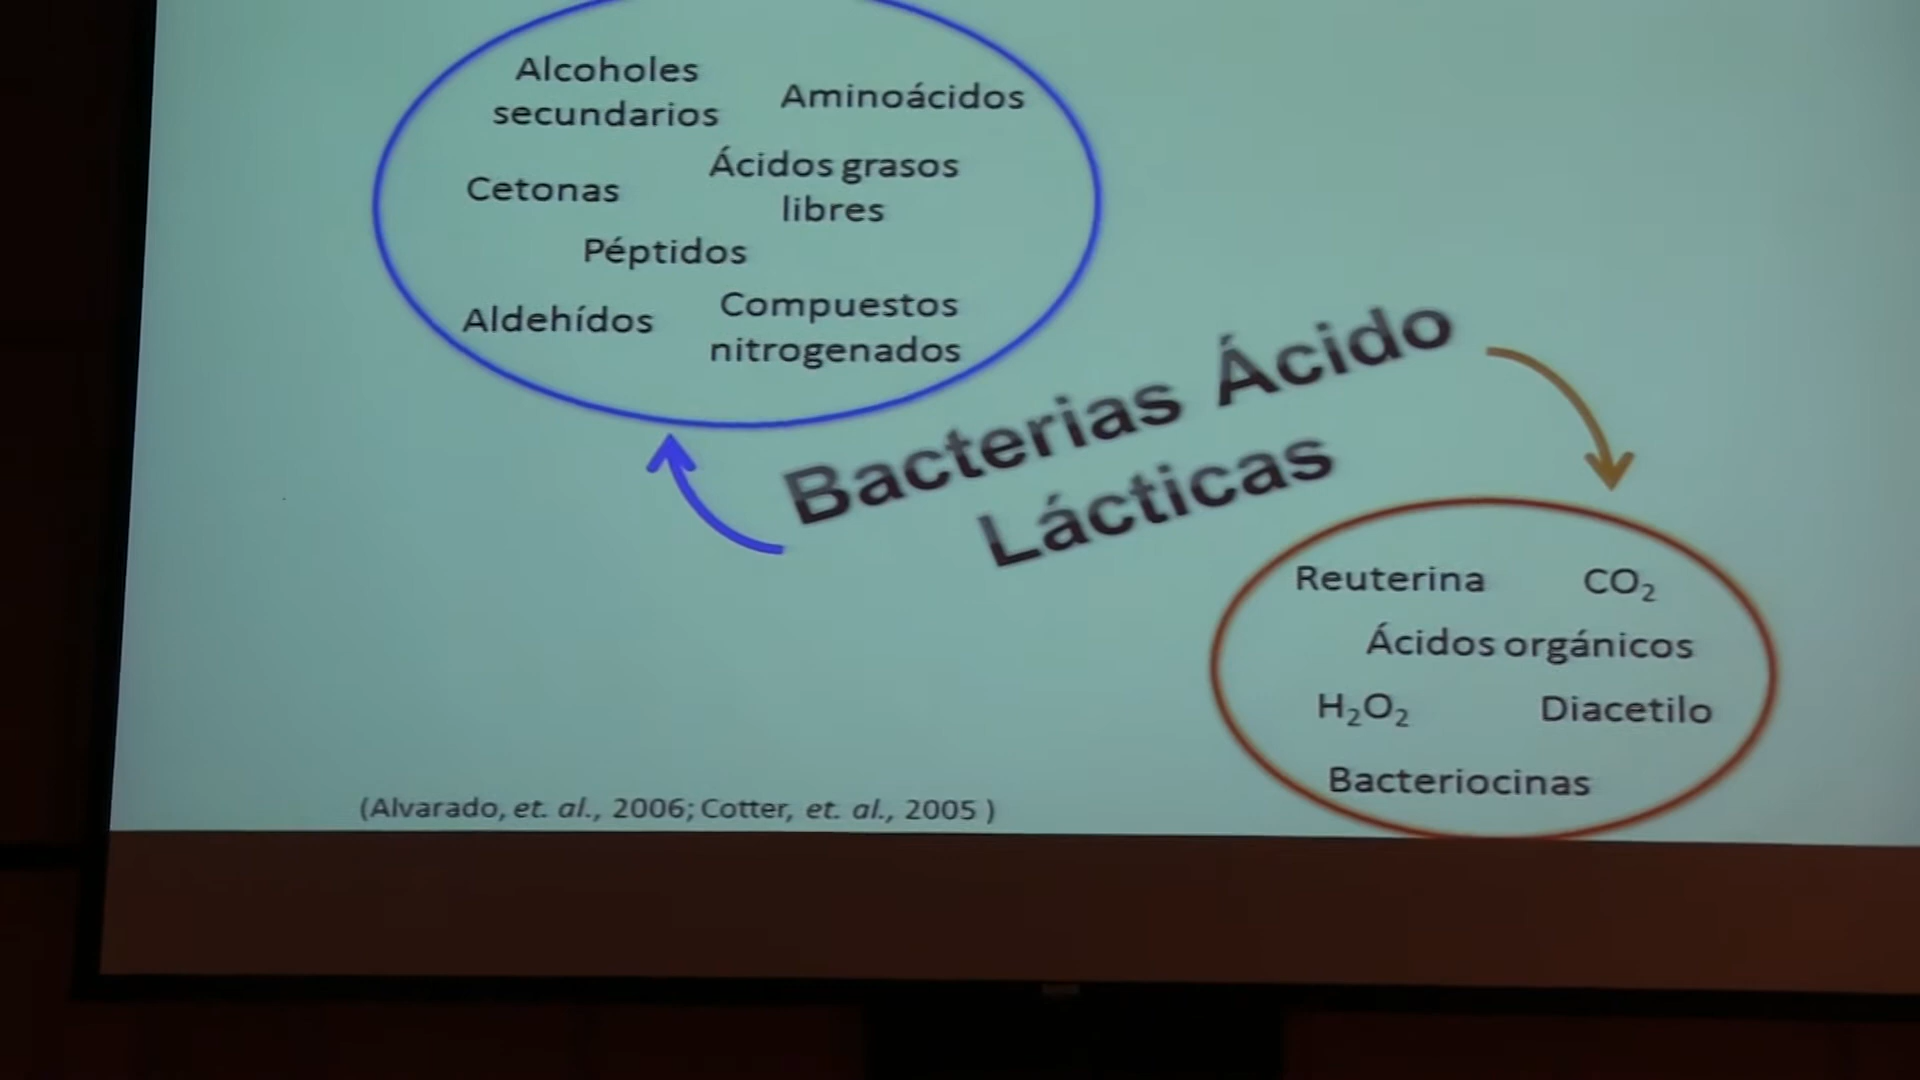 Alcoholes
secundarios
Aminoácidos
Cetonas
Ácidos grasos
libres
Péptidos
Aldehídos
Compuestos
nitrogenados
Bacterias Ácido
Lácticas
Reuterina
CO₂
Ácidos orgánicos
H₂O₂
Diacetilo
Bacteriocinas
(Alvarado, et. al., 2006; Cotter, et. al., 2005 )